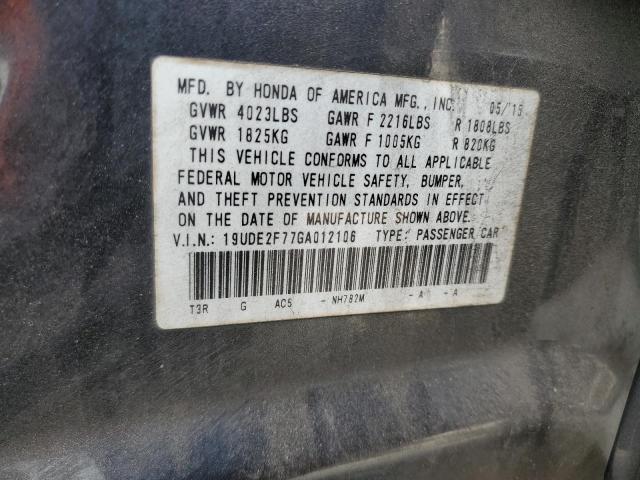 MFD. BY HONDA OF AMERICA MFG., INC. 05/15
GVWR 4023LBS GAWR F 2216LBS R 1808LBS
GVWR 1825KG GAWR F 1005KG R 820KG
THIS VEHICLE CONFORMS TO ALL APPLICABLE
FEDERAL MOTOR VEHICLE SAFETY, BUMPER,
AND THEFT PREVENTION STANDARDS IN EFFECT
ON THE DATE OF MANUFACTURE SHOWN ABOVE.
V.I.N.: 19UDE2F77GA012106 TYPE: PASSENGER CAR
T3R G AC5 - NH782M - A - A